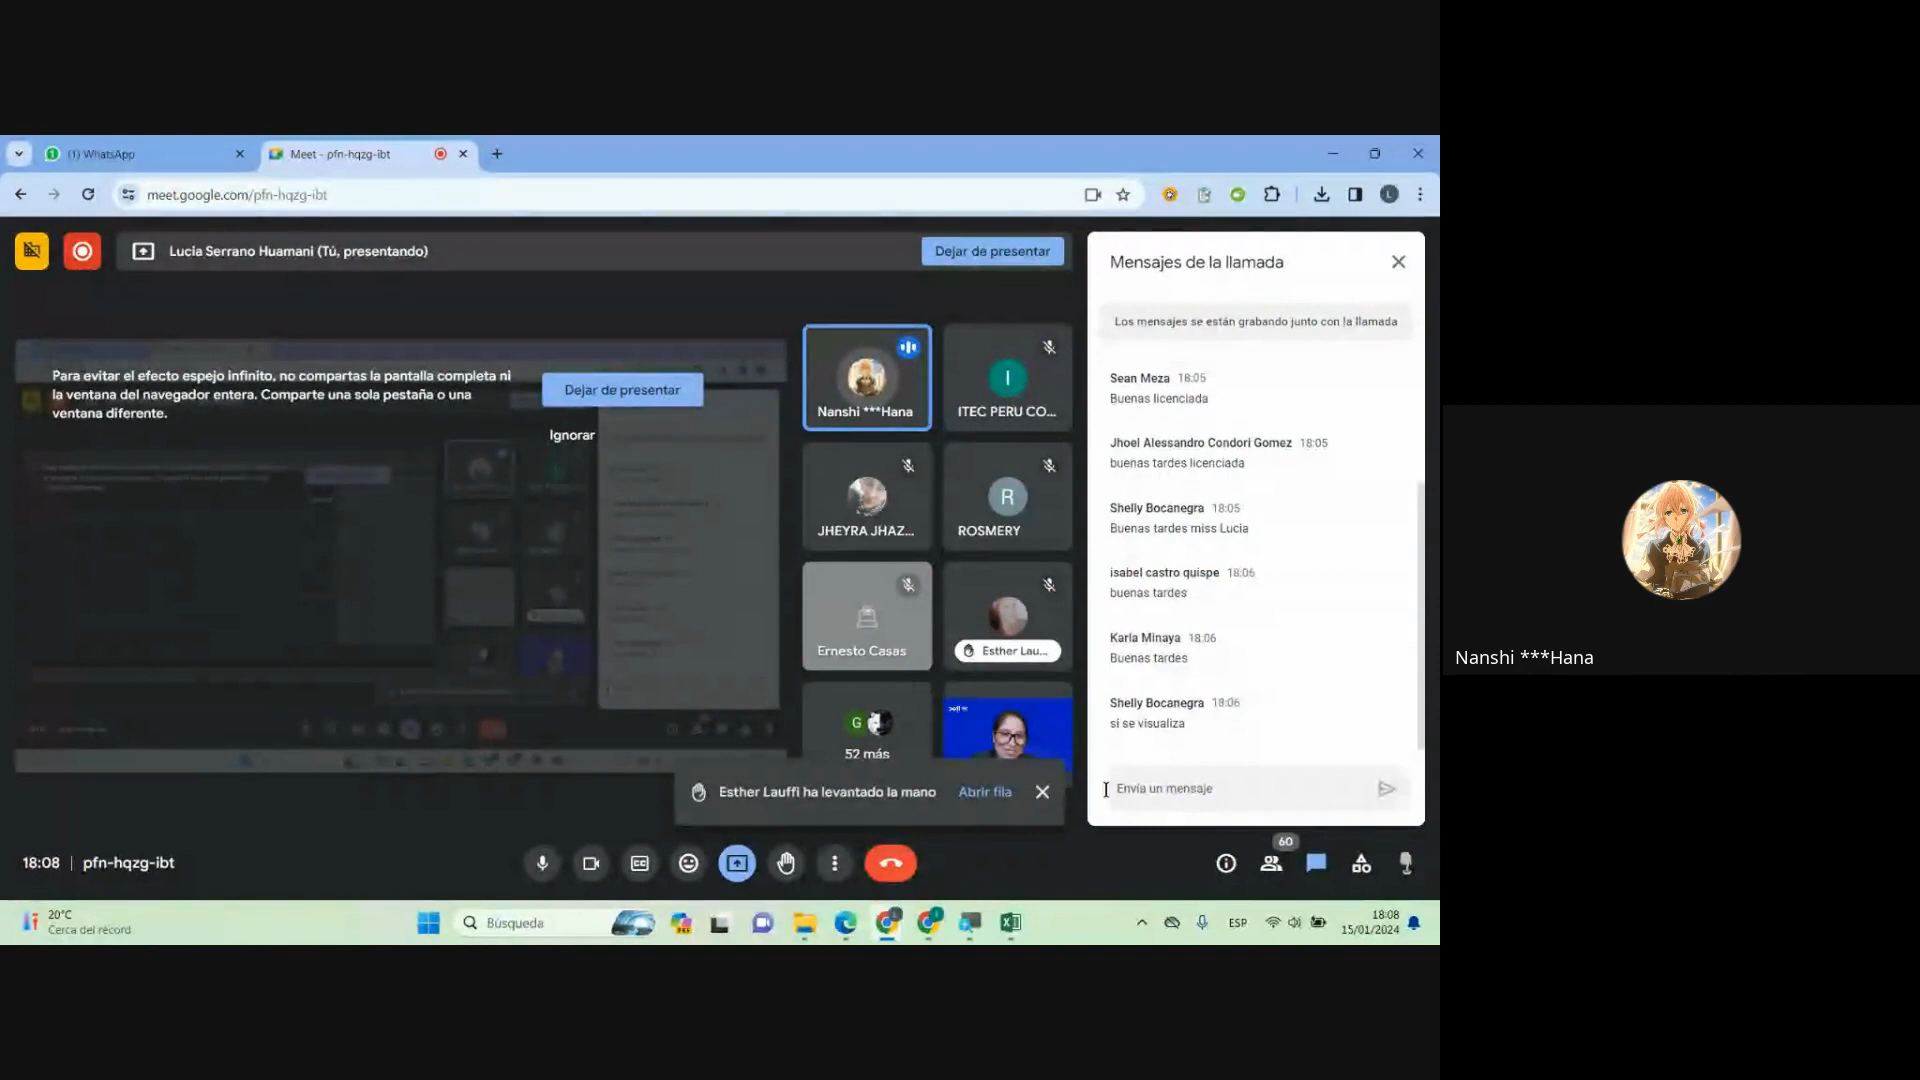 (1) WhatsApp
Meet - pfn-hqzg-ibt
meet.google.com/pfn-hqzg-ibt
L
Lucia Serrano Huamani (Tú, presentando)
Dejar de presentar
Para evitar el efecto espejo infinito, no compartas la pantalla completa ni
la ventana del navegador entera. Comparte una sola pestaña o una
ventana diferente.
Dejar de presentar
Ignorar
Nanshi ***Hana
I
ITEC PERU CO...
JHEYRA JHAZ...
R
ROSMERY
Ernesto Casas
Esther Lau...
G
52 más
Esther Lauffi ha levantado la mano
Abrir fila
Mensajes de la llamada
Los mensajes se están grabando junto con la llamada
Sean Meza 18:05
Buenas licenciada
Jhoel Alessandro Condori Gomez 18:05
buenas tardes licenciada
Shelly Bocanegra 18:05
Buenas tardes miss Lucia
isabel castro quispe 18:06
buenas tardes
Karla Minaya 18:06
Buenas tardes
Shelly Bocanegra 18:06
si se visualiza
Envía un mensaje
18:08 | pfn-hqzg-ibt
60
20°C
Cerca del récord
Búsqueda
ESP
18:08
15/01/2024
Nanshi ***Hana